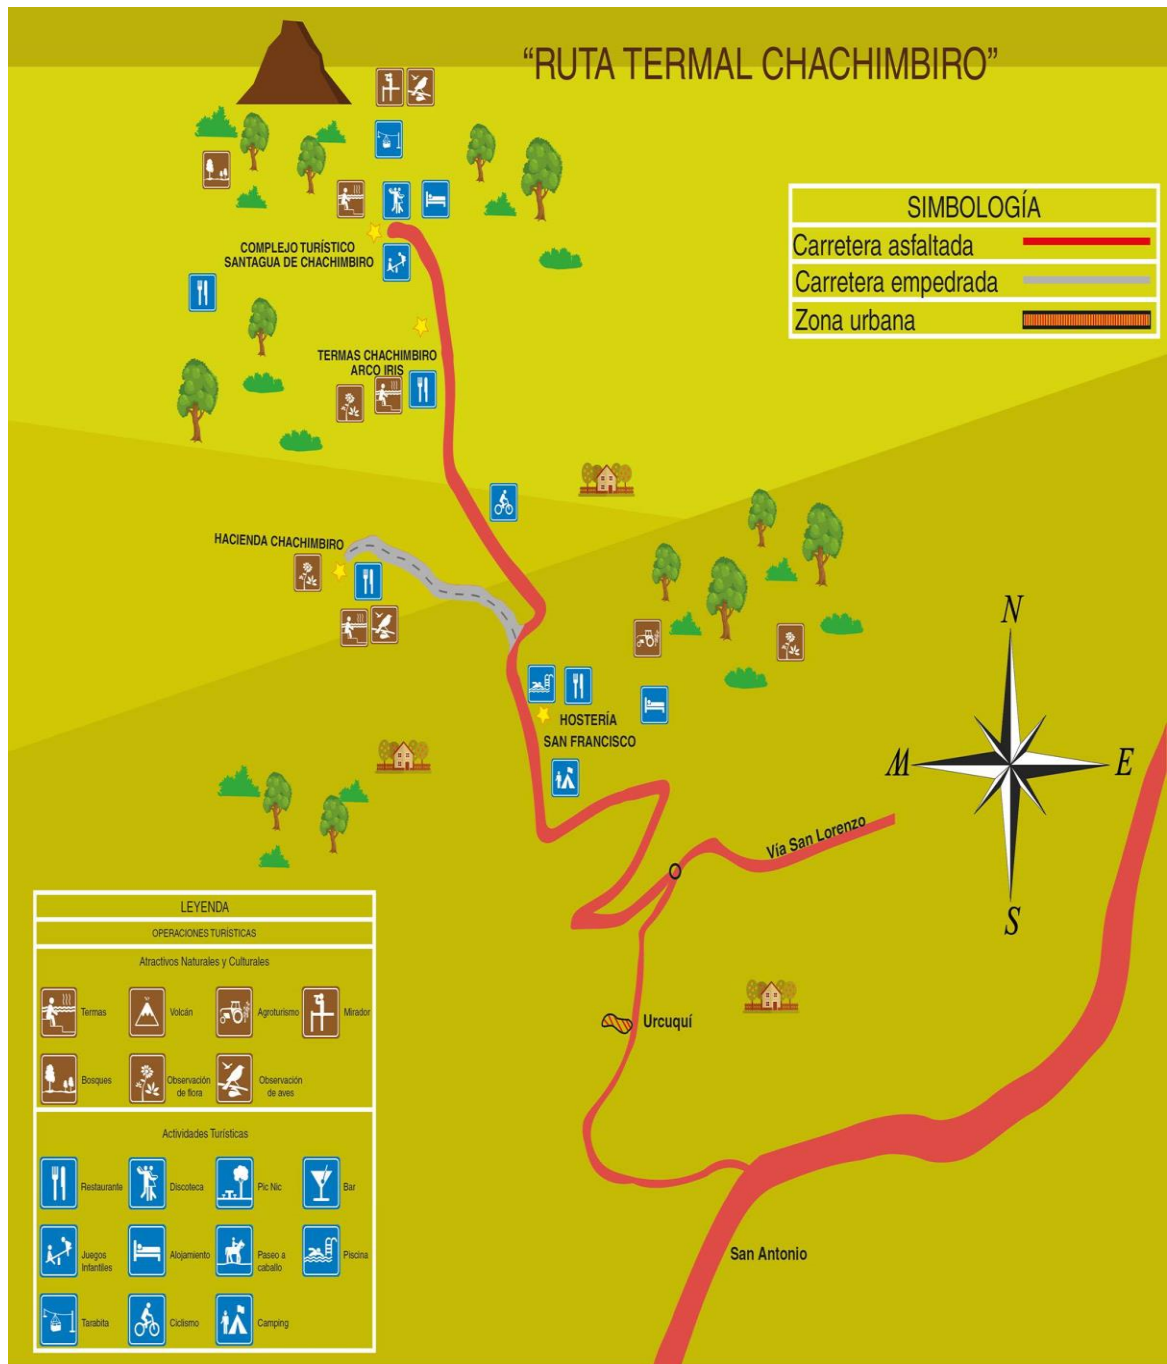 “RUTA TERMAL CHACHIMBIRO”
SIMBOLOGÍA
Carretera asfaltada
Carretera empedrada
Zona urbana
COMPLEJO TURÍSTICO
SANTAGUA DE CHACHIMBIRO
TERMAS CHACHIMBIRO
ARCO IRIS
HACIENDA CHACHIMBIRO
HOSTERÍA
SAN FRANCISCO
N
M
E
S
Vía San Lorenzo
Urcuquí
San Antonio
LEYENDA
OPERACIONES TURÍSTICAS
Atractivos Naturales y Culturales
Termas
Volcán
Agroturismo
Mirador
Bosques
Observación
de flora
Observación
de aves
Actividades Turísticas
Restaurante
Discoteca
Pic Nic
Bar
Juegos
Infantiles
Alojamiento
Paseo a
caballo
Piscina
Tarabita
Ciclismo
Camping